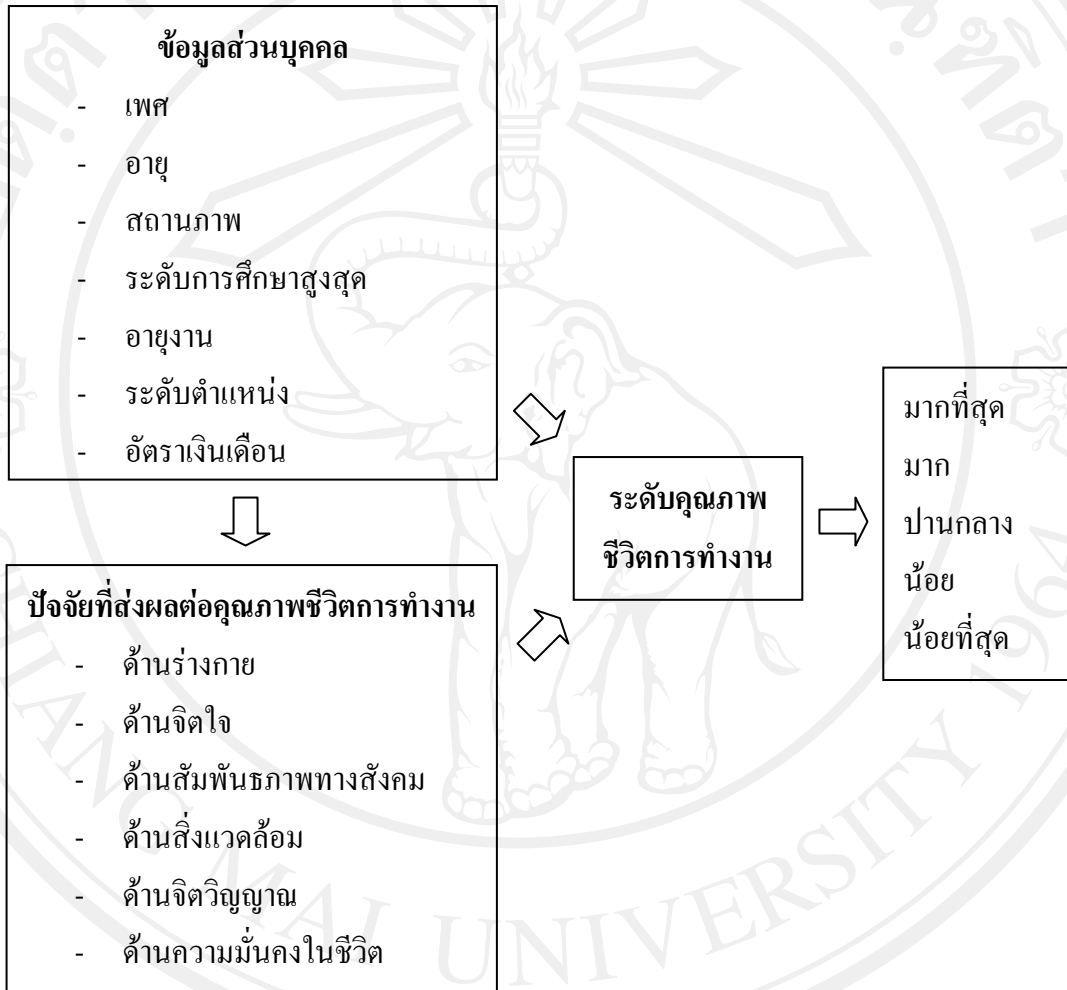 ข้อมูลส่วนบุคคล
- เพศ
- อายุ
- สถานภาพ
- ระดับการศึกษาสูงสุด
- อายุงาน
- ระดับตำแหน่ง
- อัตราเงินเดือน
ปัจจัยที่ส่งผลต่อคุณภาพชีวิตการทำงาน
- ด้านร่างกาย
- ด้านจิตใจ
- ด้านสัมพันธภาพทางสังคม
- ด้านสิ่งแวดล้อม
- ด้านจิตวิญญาณ
- ด้านความมั่นคงในชีวิต
ระดับคุณภาพ
ชีวิตการทำงาน
มากที่สุด
มาก
ปานกลาง
น้อย
น้อยที่สุด
MAI UNIVERSITY 1964